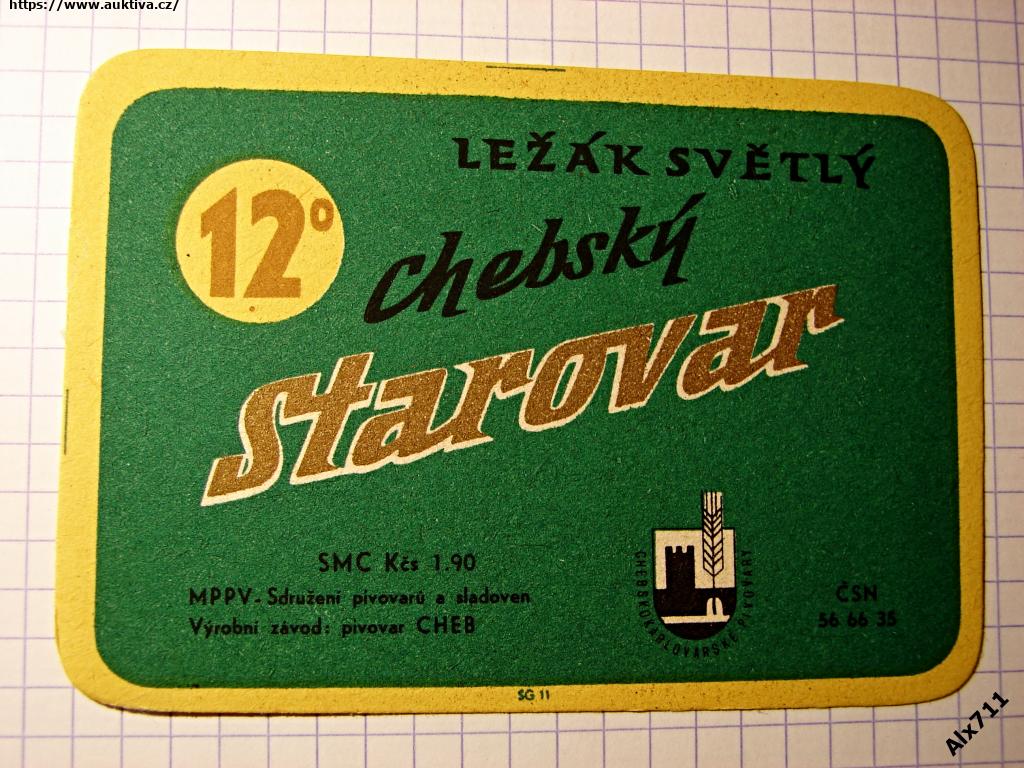 https://www.auktiva.cz/
LEŽÁK SVĚTLÝ
12°
Chebský
Starovar
SMC Kčs 1.90
MPPV - Sdružení pivovarů a sladoven
Výrobní závod: pivovar CHEB
CHEBSKOKARLOVARSKÉ PIVOVARY
ČSN
56 66 35
SG 11
Alx711